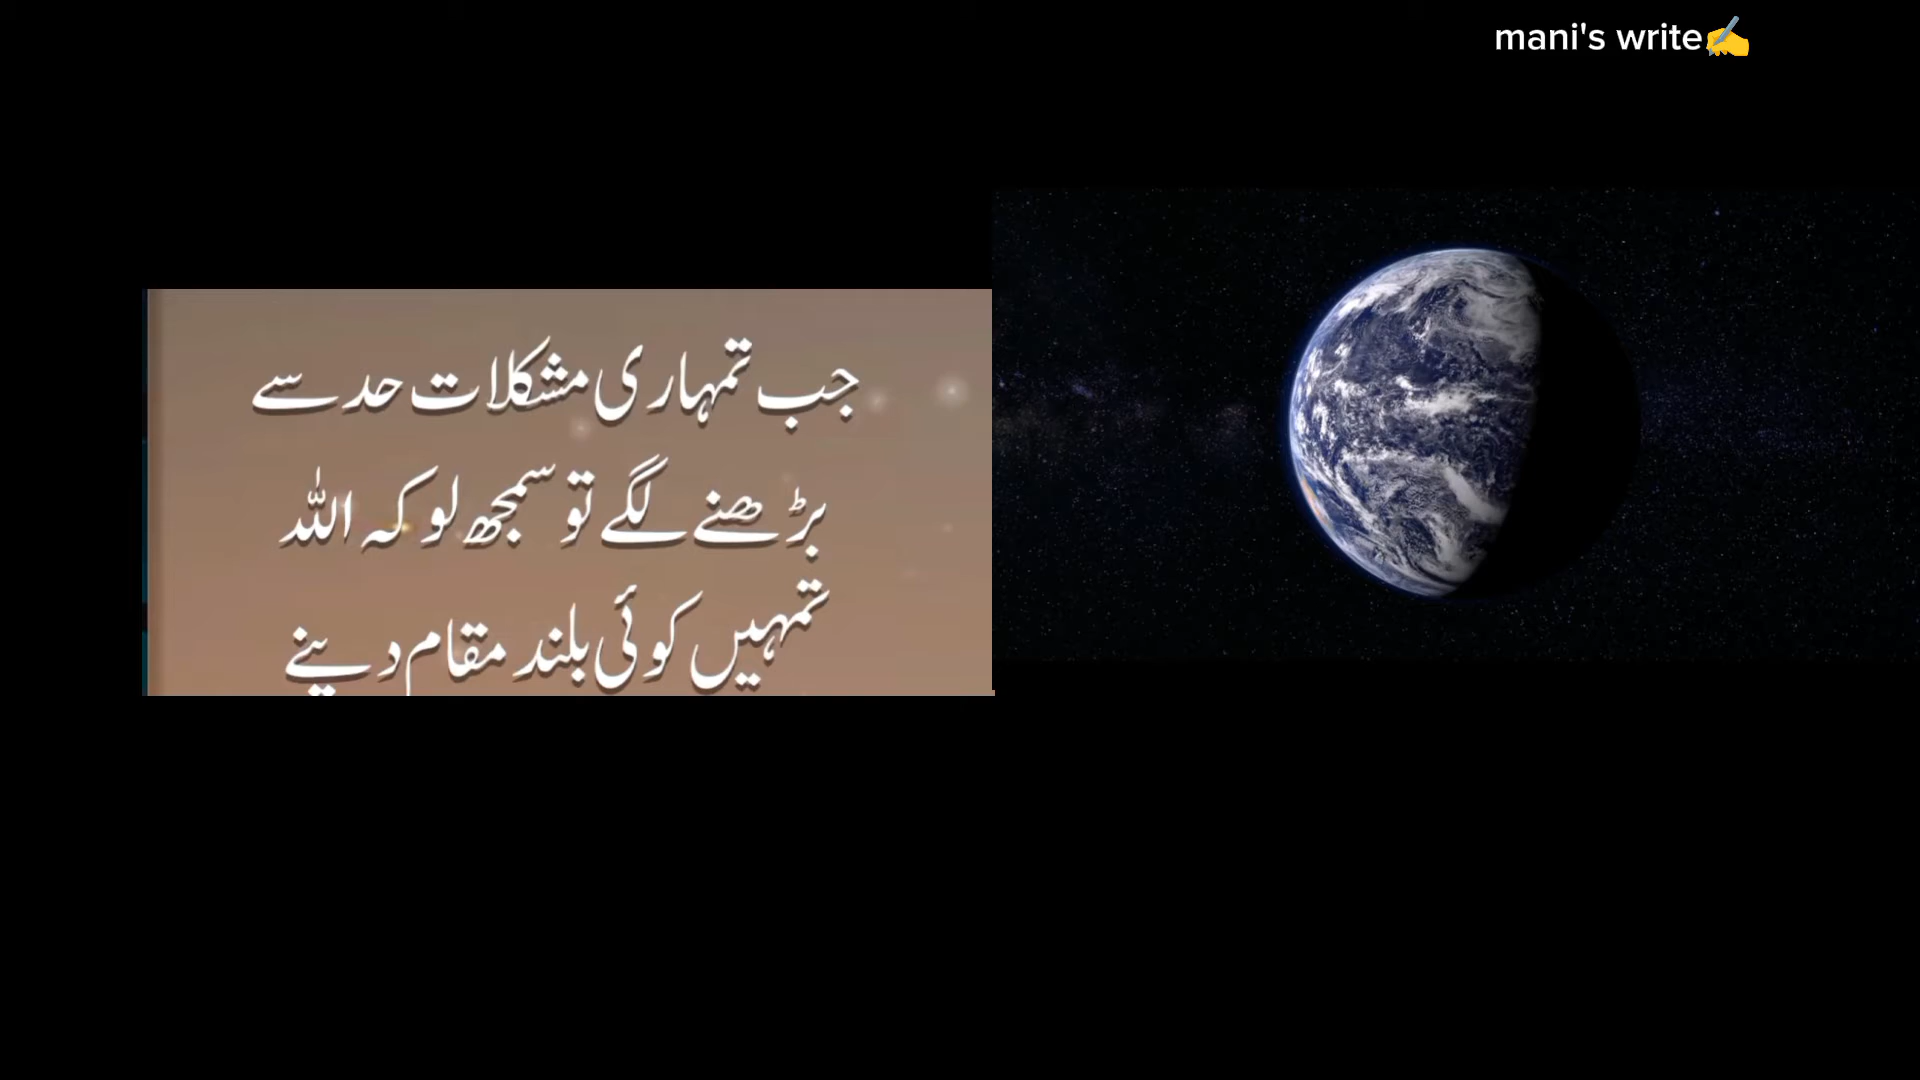 mani's write✍️
جب تمہاری مشکلات حد سے
بڑھنے لگے تو سمجھ لو کہ اللہ
تمہیں کوئی بلند مقام دینے